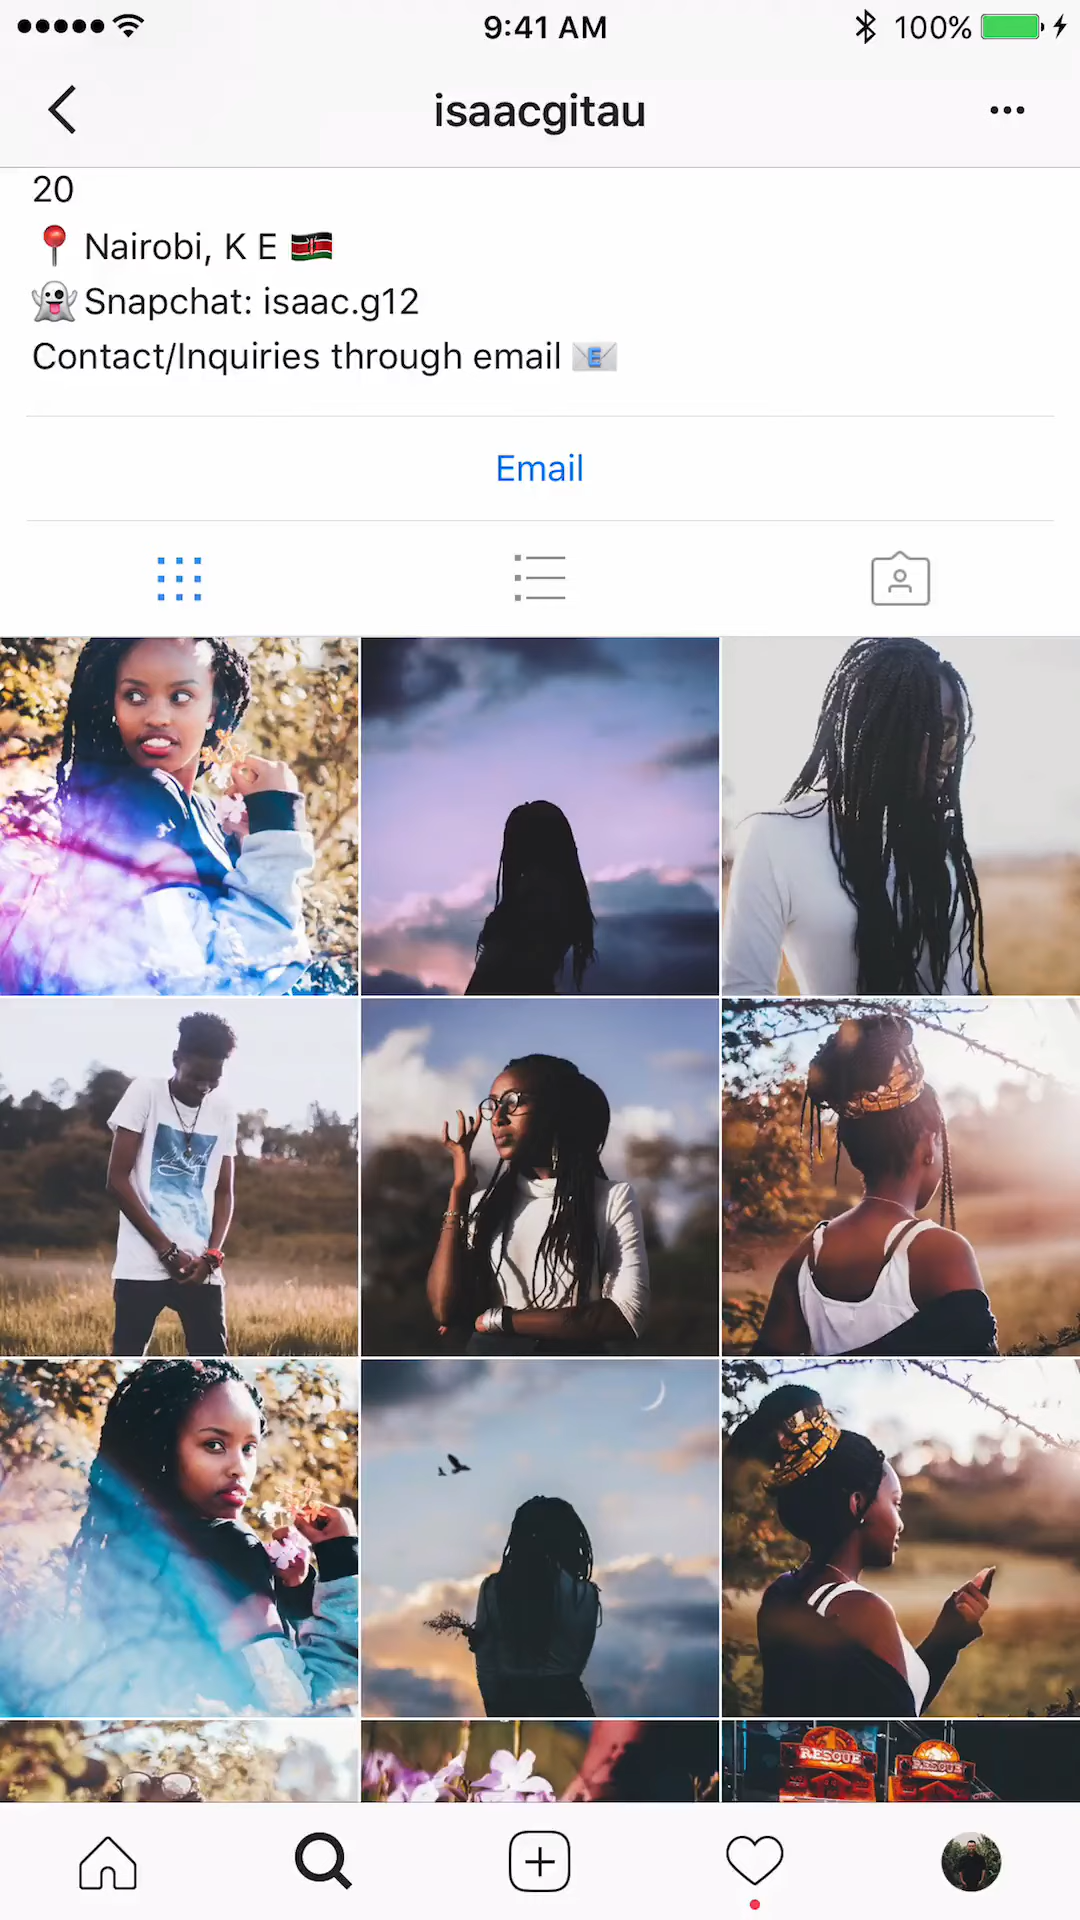 9:41 AM
100%
isaacgitau
20
📍 Nairobi, K E 🇰🇪
👻 Snapchat: isaac.g12
Contact/Inquiries through email 📧
Email
RESCUE
RESCUE